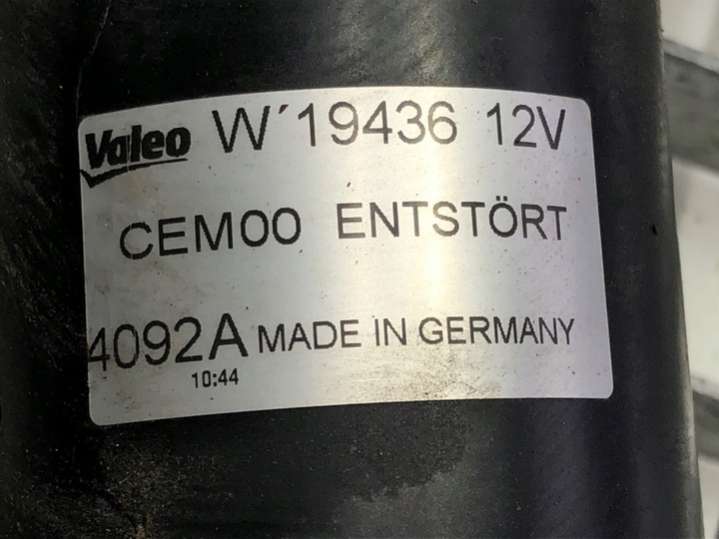 Valeo W´19436 12V
CEM00 ENTSTÖRT
4092A MADE IN GERMANY
10:44